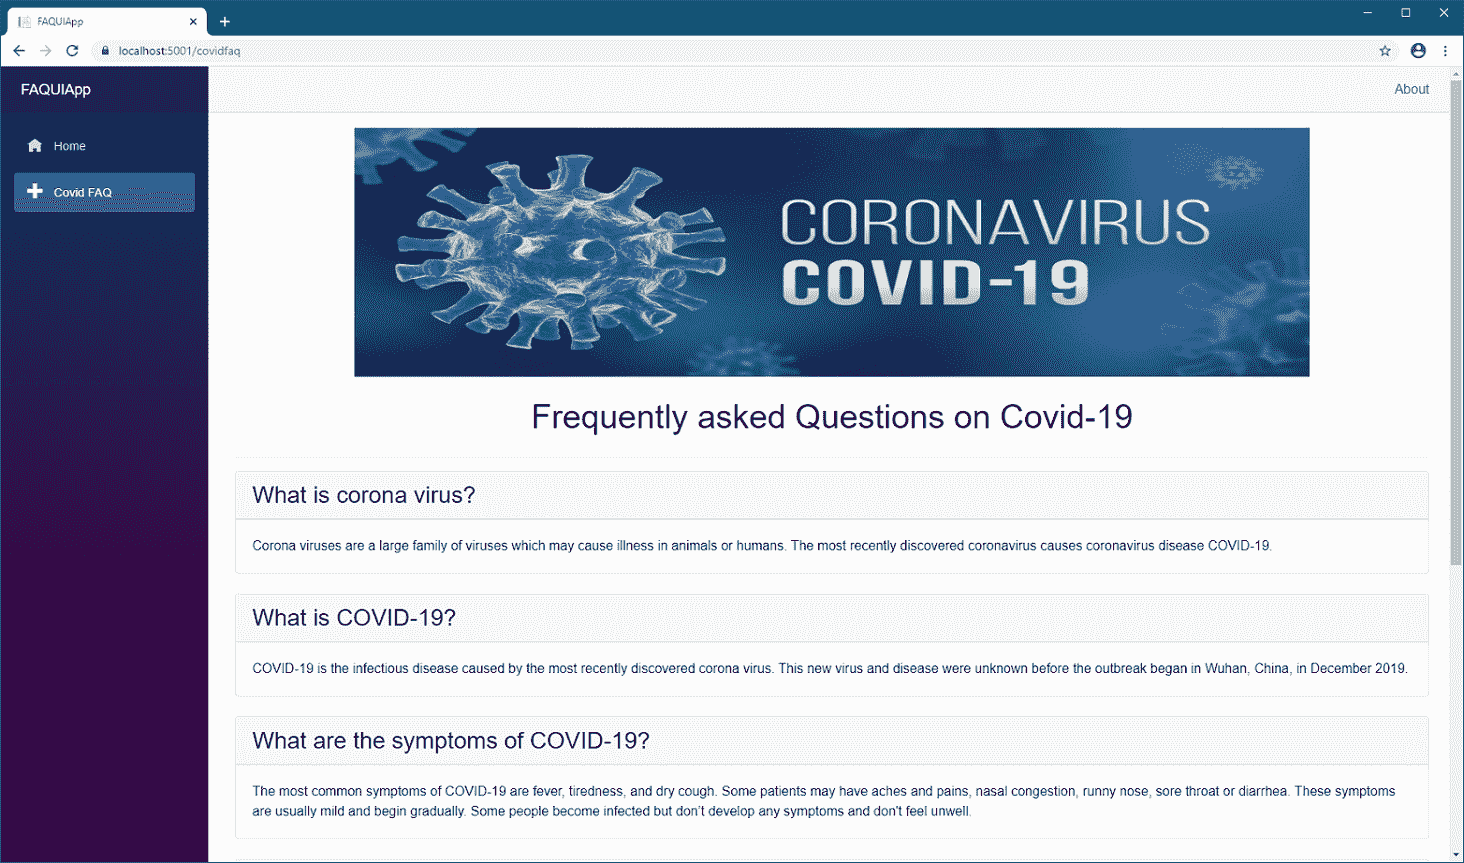 FAQUIApp
localhost:5001/covidfaq
FAQUIApp
About
Home
Covid FAQ
CORONAVIRUS
COVID-19
Frequently asked Questions on Covid-19
What is corona virus?
Corona viruses are a large family of viruses which may cause illness in animals or humans. The most recently discovered coronavirus causes coronavirus disease COVID-19.
What is COVID-19?
COVID-19 is the infectious disease caused by the most recently discovered corona virus. This new virus and disease were unknown before the outbreak began in Wuhan, China, in December 2019.
What are the symptoms of COVID-19?
The most common symptoms of COVID-19 are fever, tiredness, and dry cough. Some patients may have aches and pains, nasal congestion, runny nose, sore throat or diarrhea. These symptoms
are usually mild and begin gradually. Some people become infected but don't develop any symptoms and don't feel unwell.